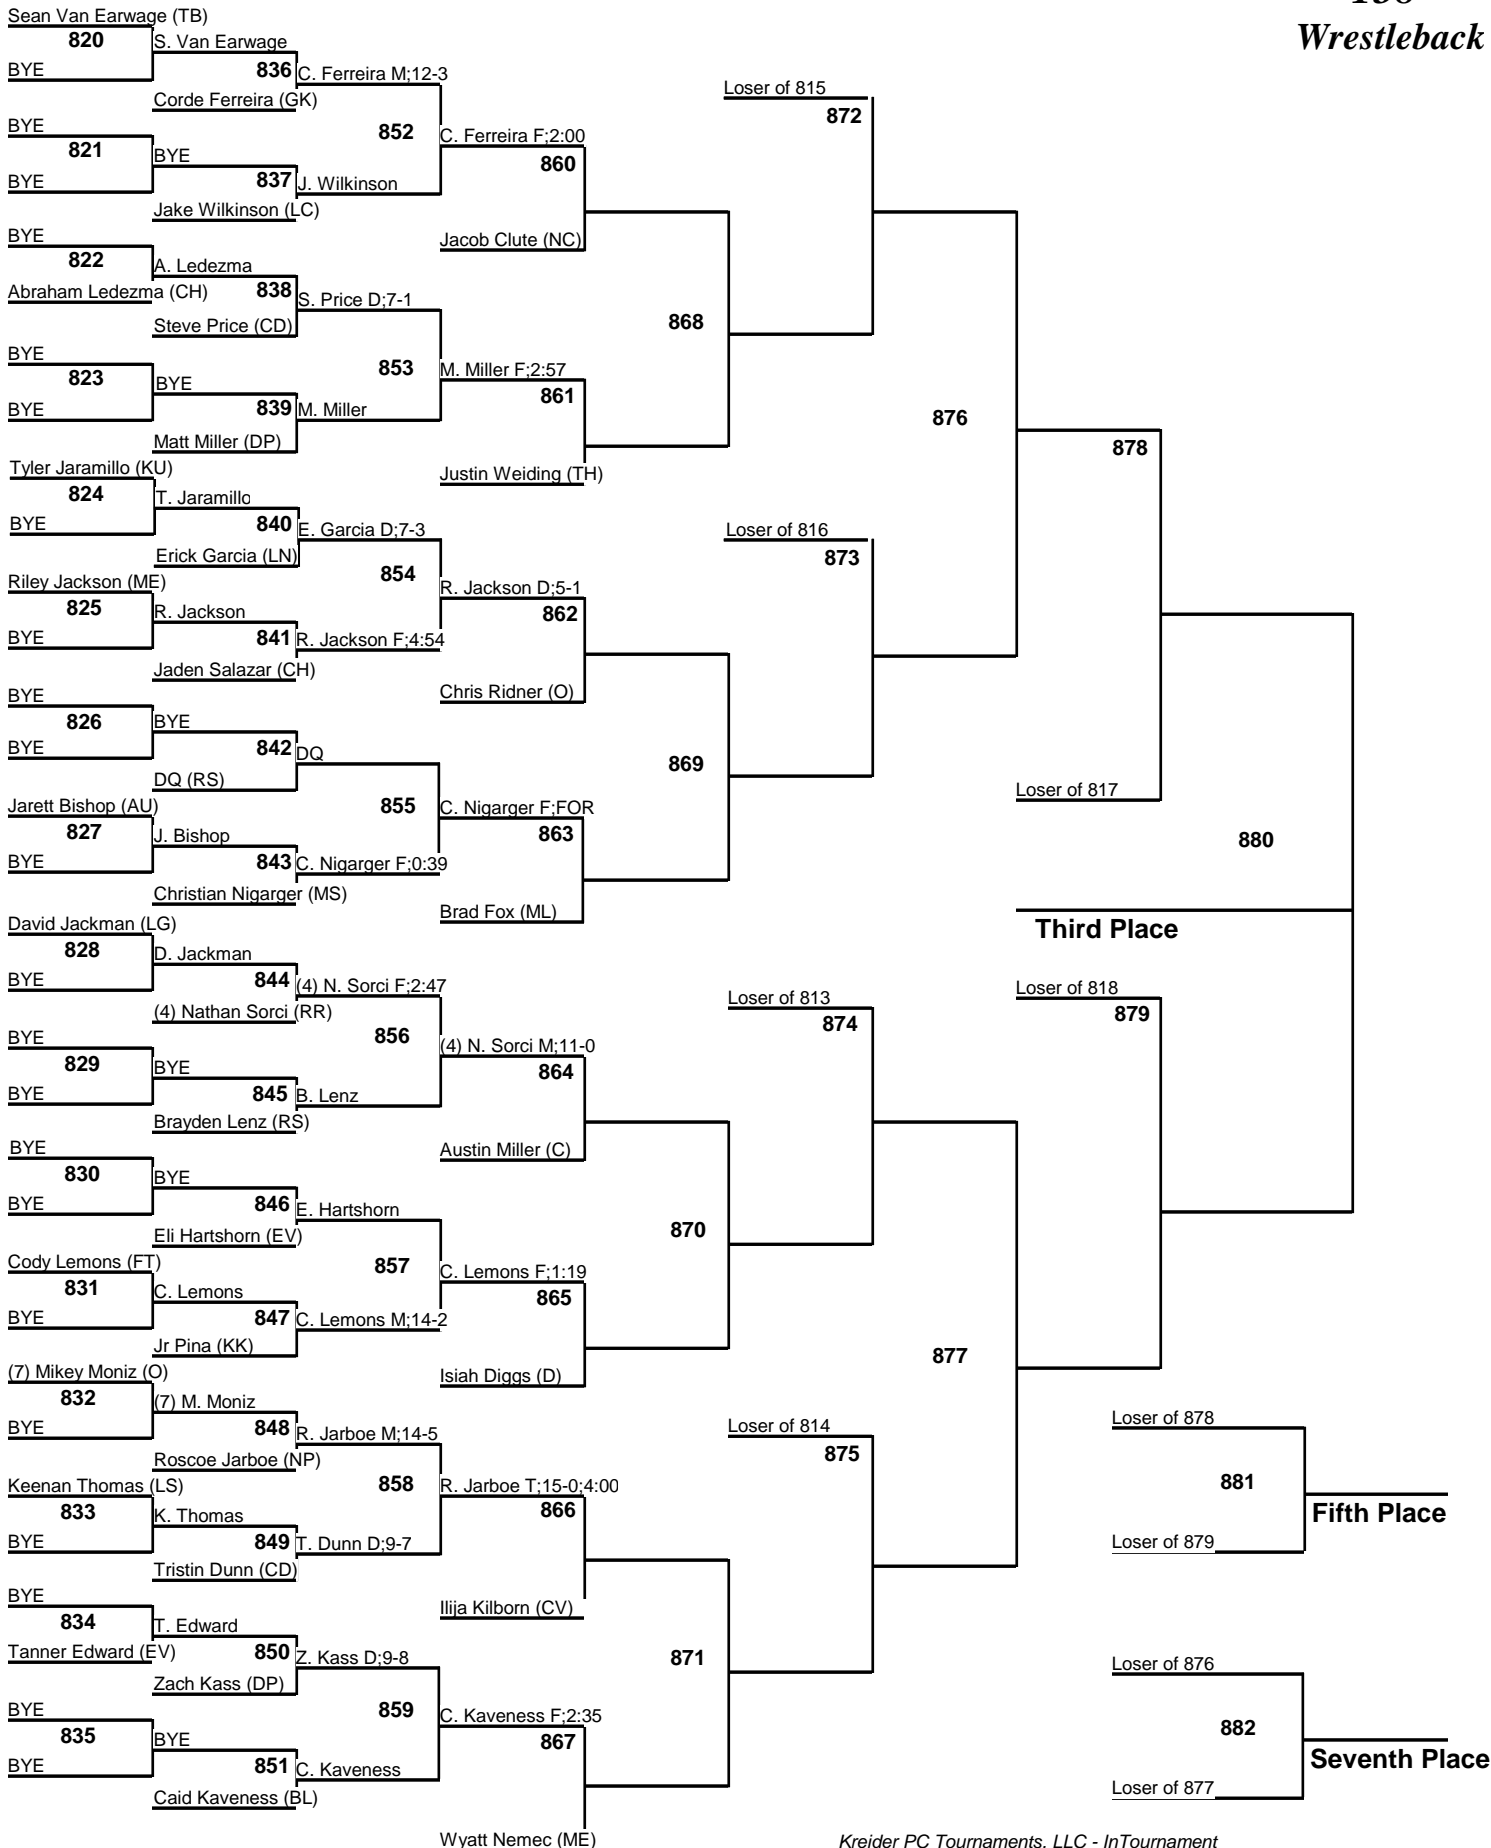 Wrestleback
Sean Van Earwage (TB)
820
S. Van Earwage
BYE
836
C. Ferreira M;12-3
Corde Ferreira (GK)
BYE
852
C. Ferreira F;2:00
821
BYE
860
BYE
837
J. Wilkinson
Jake Wilkinson (LC)
Jacob Clute (NC)
Loser of 815
872
BYE
822
A. Ledezma
Abraham Ledezma (CH)
838
S. Price D;7-1
Steve Price (CD)
868
BYE
853
M. Miller F;2:57
823
BYE
861
BYE
839
M. Miller
Matt Miller (DP)
Justin Weiding (TH)
876
878
Tyler Jaramillo (KU)
824
T. Jaramillo
BYE
840
E. Garcia D;7-3
Erick Garcia (LN)
Loser of 816
873
Riley Jackson (ME)
854
R. Jackson D;5-1
825
R. Jackson
862
BYE
841
R. Jackson F;4:54
Jaden Salazar (CH)
Chris Ridner (O)
BYE
826
BYE
BYE
842
DQ
DQ (RS)
869
Loser of 817
Jarett Bishop (AU)
855
C. Nigarger F;FOR
827
J. Bishop
863
880
BYE
843
C. Nigarger F;0:39
Christian Nigarger (MS)
Brad Fox (ML)
Third Place
David Jackman (LG)
828
D. Jackman
BYE
844
(4) N. Sorci F;2:47
(4) Nathan Sorci (RR)
Loser of 813
874
Loser of 818
879
BYE
856
(4) N. Sorci M;11-0
829
BYE
864
BYE
845
B. Lenz
Brayden Lenz (RS)
Austin Miller (C)
BYE
830
BYE
BYE
846
E. Hartshorn
Eli Hartshorn (EV)
870
Cody Lemons (FT)
857
C. Lemons F;1:19
831
C. Lemons
865
BYE
847
C. Lemons M;14-2
Jr Pina (KK)
Isiah Diggs (D)
877
(7) Mikey Moniz (O)
832
(7) M. Moniz
BYE
848
R. Jarboe M;14-5
Roscoe Jarboe (NP)
Loser of 814
875
Loser of 878
Keenan Thomas (LS)
858
R. Jarboe T;15-0;4:00
833
K. Thomas
866
881
Fifth Place
BYE
849
T. Dunn D;9-7
Tristin Dunn (CD)
Loser of 879
Ilija Kilborn (CV)
BYE
834
T. Edward
Tanner Edward (EV)
850
Z. Kass D;9-8
Zach Kass (DP)
871
Loser of 876
BYE
859
C. Kaveness F;2:35
835
BYE
867
882
Seventh Place
BYE
851
C. Kaveness
Caid Kaveness (BL)
Loser of 877
Wyatt Nemec (ME)
Kreider PC Tournaments, LLC - InTournament